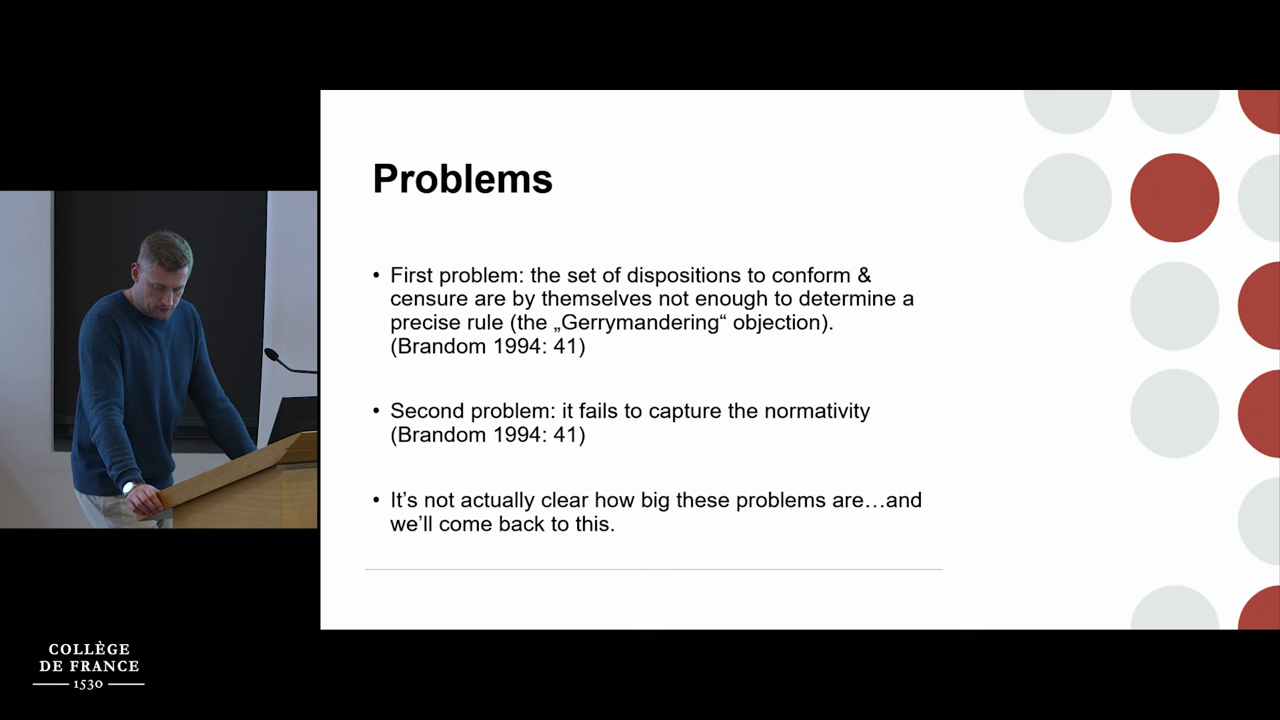 Problems
• First problem: the set of dispositions to conform &
censure are by themselves not enough to determine a
precise rule (the „Gerrymandering“ objection).
(Brandom 1994: 41)
• Second problem: it fails to capture the normativity
(Brandom 1994: 41)
• It’s not actually clear how big these problems are…and
we’ll come back to this.
COLLÈGE
DE FRANCE
1530